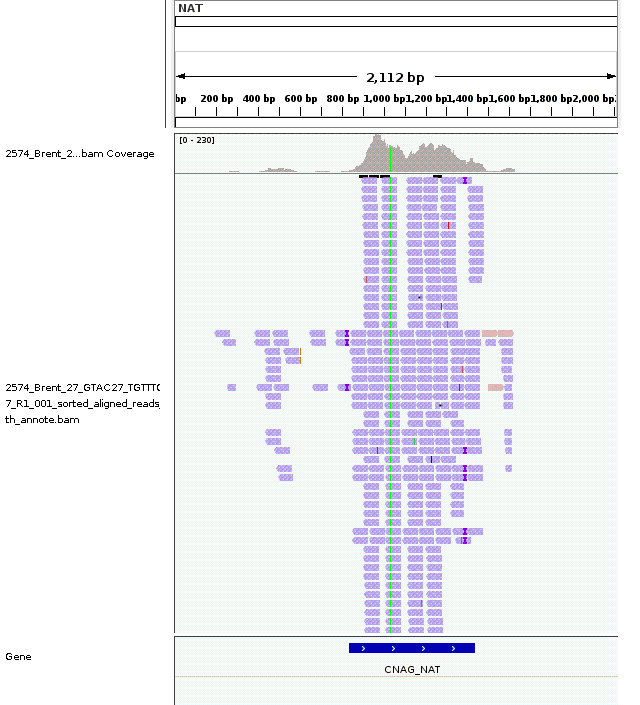 NAT
2,112 bp
bp 200 bp 400 bp 600 bp 800 bp 1,000 bp 1,200 bp 1,400 bp 1,600 bp 1,800 bp 2,000 bp
[0 - 230]
2574_Brent_2...bam Coverage
2574_Brent_27_GTAC27_TGTTTC
7_R1_001_sorted_aligned_reads_
th_annote.bam
Gene
CNAG_NAT